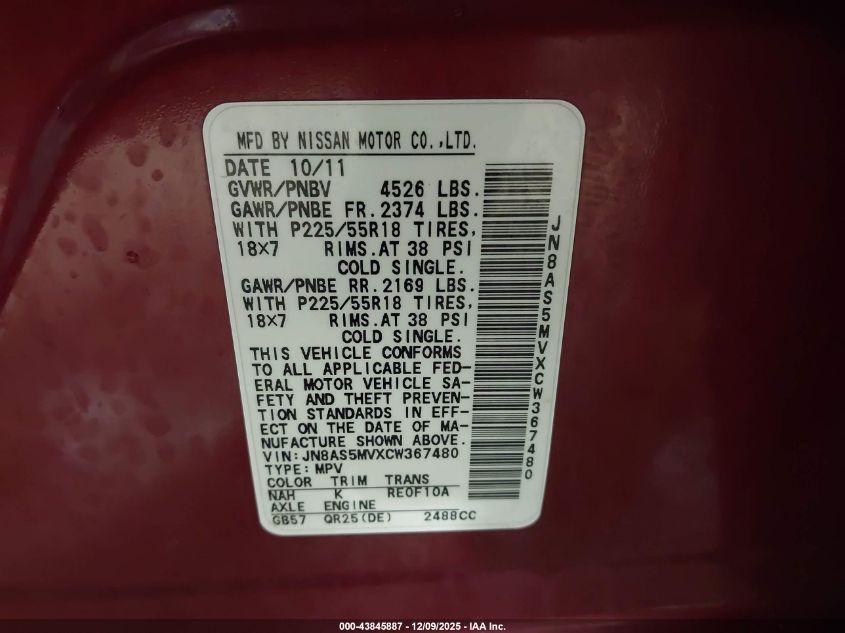 MFD BY NISSAN MOTOR CO.,LTD.
DATE 10/11
GVWR/PNBV 4526 LBS.
GAWR/PNBE FR. 2374 LBS.
WITH P225/55R18 TIRES,
18X7 RIMS.AT 38 PSI
COLD SINGLE.
GAWR/PNBE RR. 2169 LBS.
WITH P225/55R18 TIRES,
18X7 RIMS.AT 38 PSI
COLD SINGLE.
THIS VEHICLE CONFORMS
TO ALL APPLICABLE FED-
ERAL MOTOR VEHICLE SA-
FETY AND THEFT PREVEN-
TION STANDARDS IN EFF-
ECT ON THE DATE OF MA-
NUFACTURE SHOWN ABOVE.
VIN: JN8AS5MVXCW367480
TYPE: MPV
COLOR TRIM TRANS
NAH K RE0F10A
AXLE ENGINE
GB57 QR25(DE) 2488CC
JN8AS5MVXCW367480
000-43845887 - 12/09/2025 - IAA Inc.